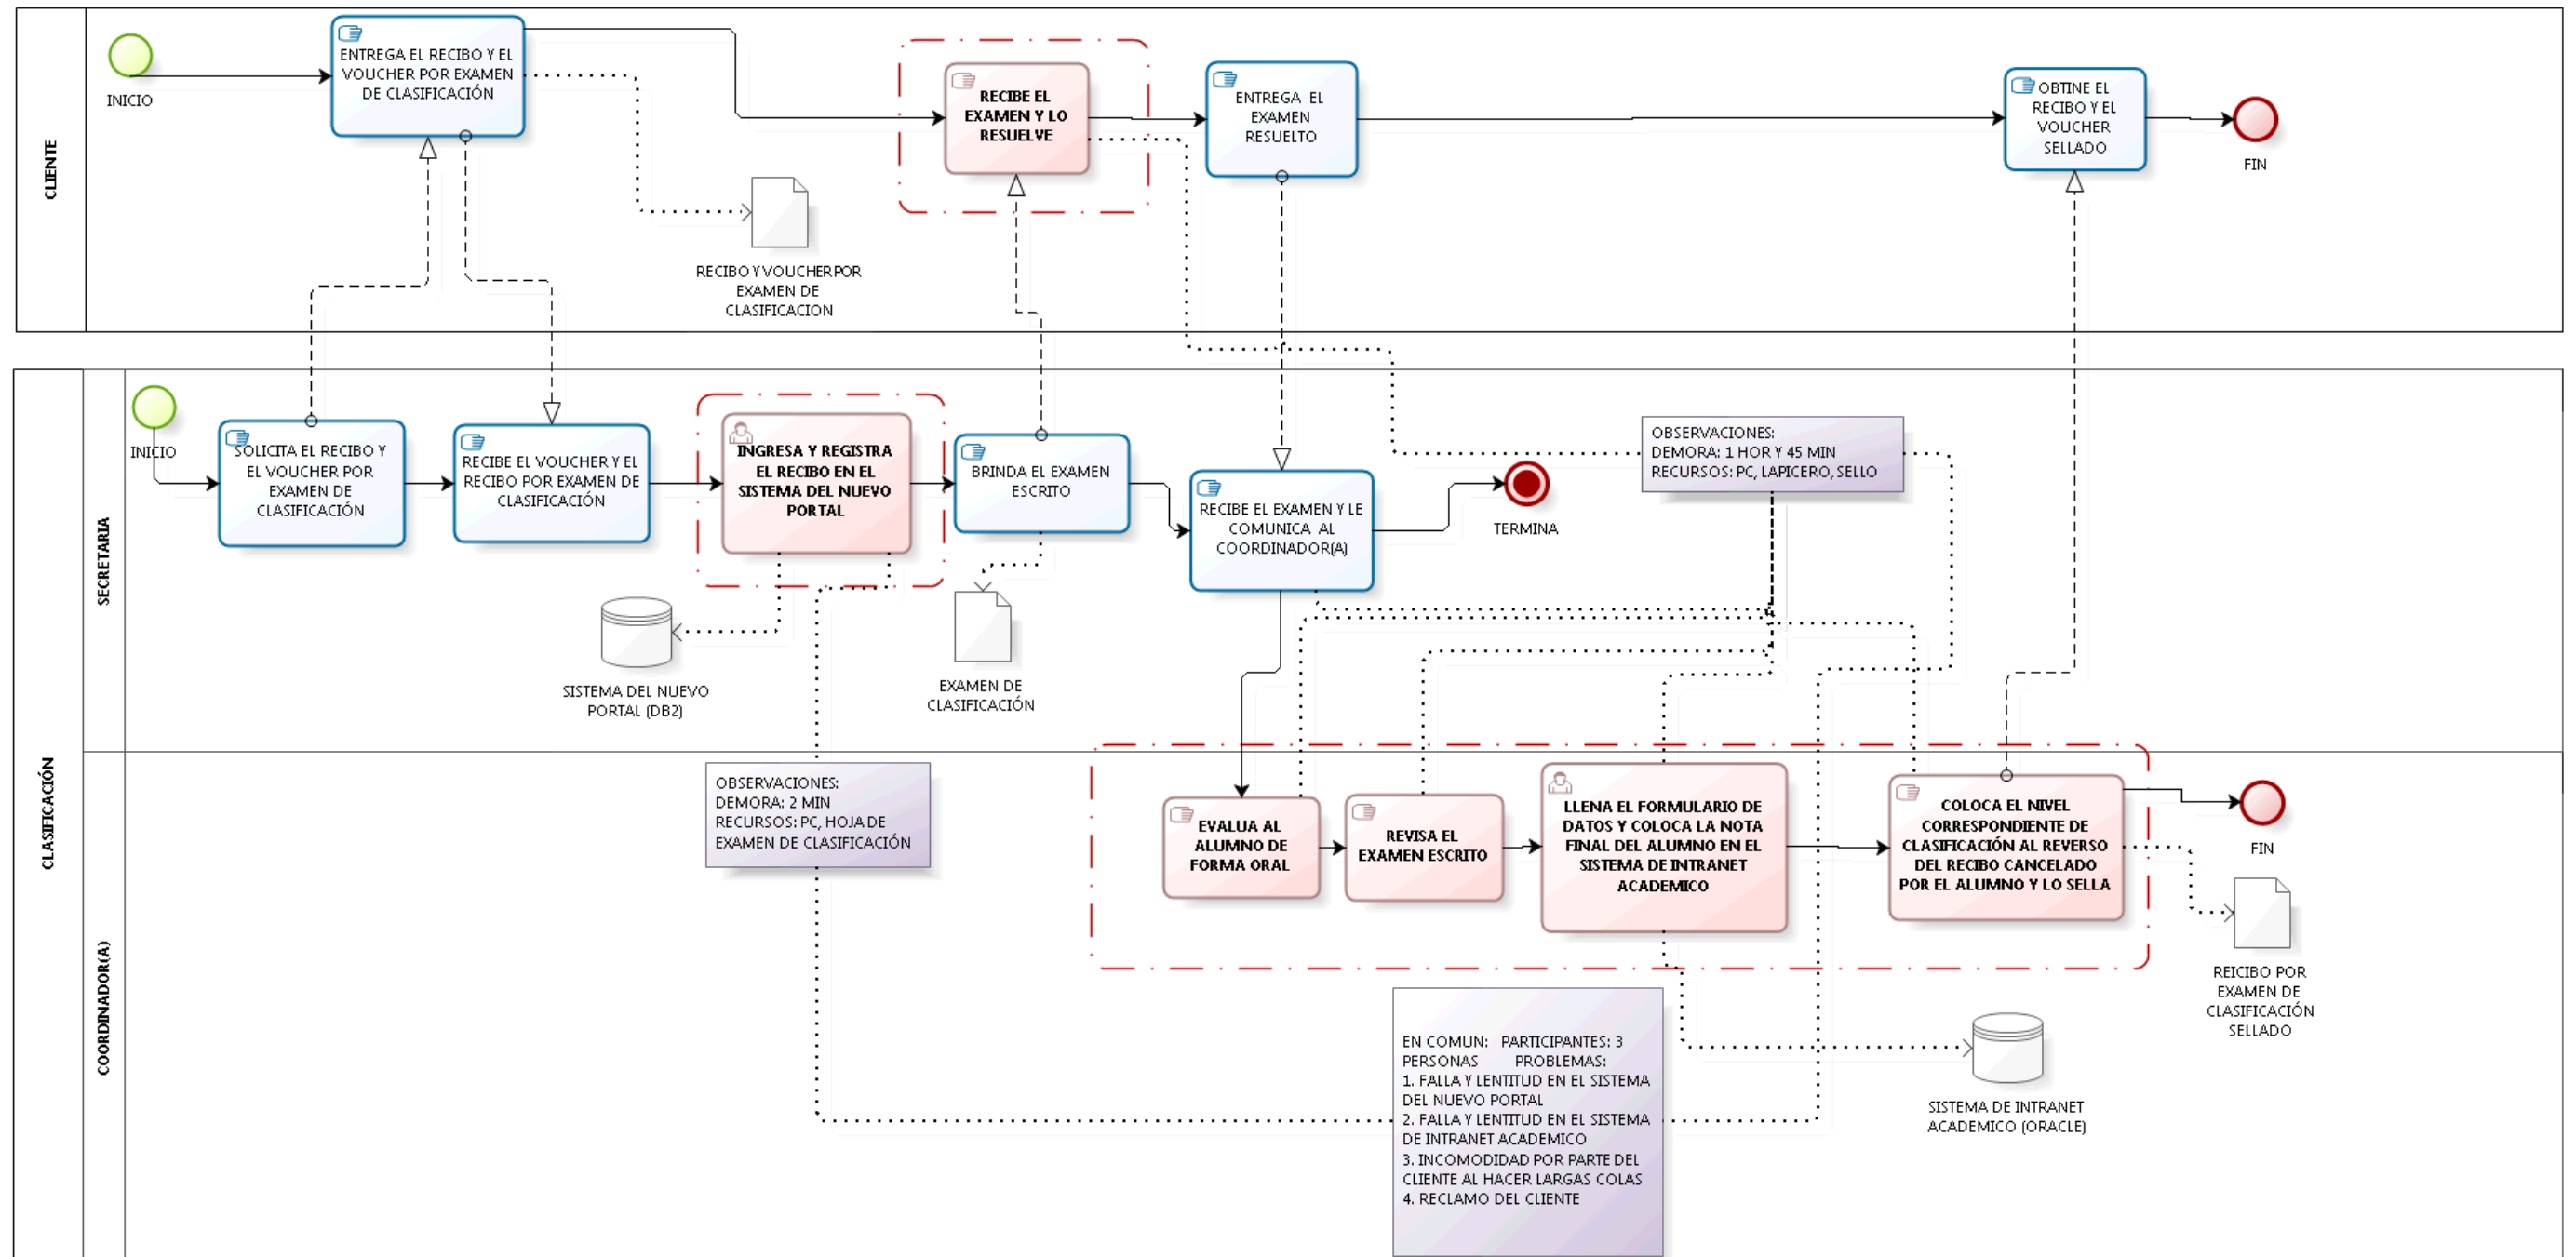 CLIENTE
INICIO
ENTREGA EL RECIBO Y EL
VOUCHER POR EXAMEN
DE CLASIFICACIÓN
RECIBO Y VOUCHER POR
EXAMEN DE
CLASIFICACION
RECIBE EL
EXAMEN Y LO
RESUELVE
ENTREGA EL
EXAMEN
RESUELTO
OBTINE EL
RECIBO Y EL
VOUCHER
SELLADO
FIN
CLASIFICACIÓN
SECRETARIA
INICIO
SOLICITA EL RECIBO Y
EL VOUCHER POR
EXAMEN DE
CLASIFICACIÓN
RECIBE EL VOUCHER Y EL
RECIBO POR EXAMEN DE
CLASIFICACIÓN
INGRESA Y REGISTRA
EL RECIBO EN EL
SISTEMA DEL NUEVO
PORTAL
SISTEMA DEL NUEVO
PORTAL (DB2)
BRINDA EL EXAMEN
ESCRITO
EXAMEN DE
CLASIFICACIÓN
RECIBE EL EXAMEN Y LE
COMUNICA AL
COORDINADOR(A)
TERMINA
OBSERVACIONES:
DEMORA: 1 HOR Y 45 MIN
RECURSOS: PC, LAPICERO, SELLO
COORDINADOR(A)
OBSERVACIONES:
DEMORA: 2 MIN
RECURSOS: PC, HOJA DE
EXAMEN DE CLASIFICACIÓN
EVALUA AL
ALUMNO DE
FORMA ORAL
REVISA EL
EXAMEN ESCRITO
LLENA EL FORMULARIO DE
DATOS Y COLOCA LA NOTA
FINAL DEL ALUMNO EN EL
SISTEMA DE INTRANET
ACADEMICO
COLOCA EL NIVEL
CORRESPONDIENTE DE
CLASIFICACIÓN AL REVERSO
DEL RECIBO CANCELADO
POR EL ALUMNO Y LO SELLA
FIN
REICIBO POR
EXAMEN DE
CLASIFICACIÓN
SELLADO
EN COMUN: PARTICIPANTES: 3
PERSONAS PROBLEMAS:
1. FALLA Y LENTITUD EN EL SISTEMA
DEL NUEVO PORTAL
2. FALLA Y LENTITUD EN EL SISTEMA
DE INTRANET ACADEMICO
3. INCOMODIDAD POR PARTE DEL
CLIENTE AL HACER LARGAS COLAS
4. RECLAMO DEL CLIENTE
SISTEMA DE INTRANET
ACADEMICO (ORACLE)